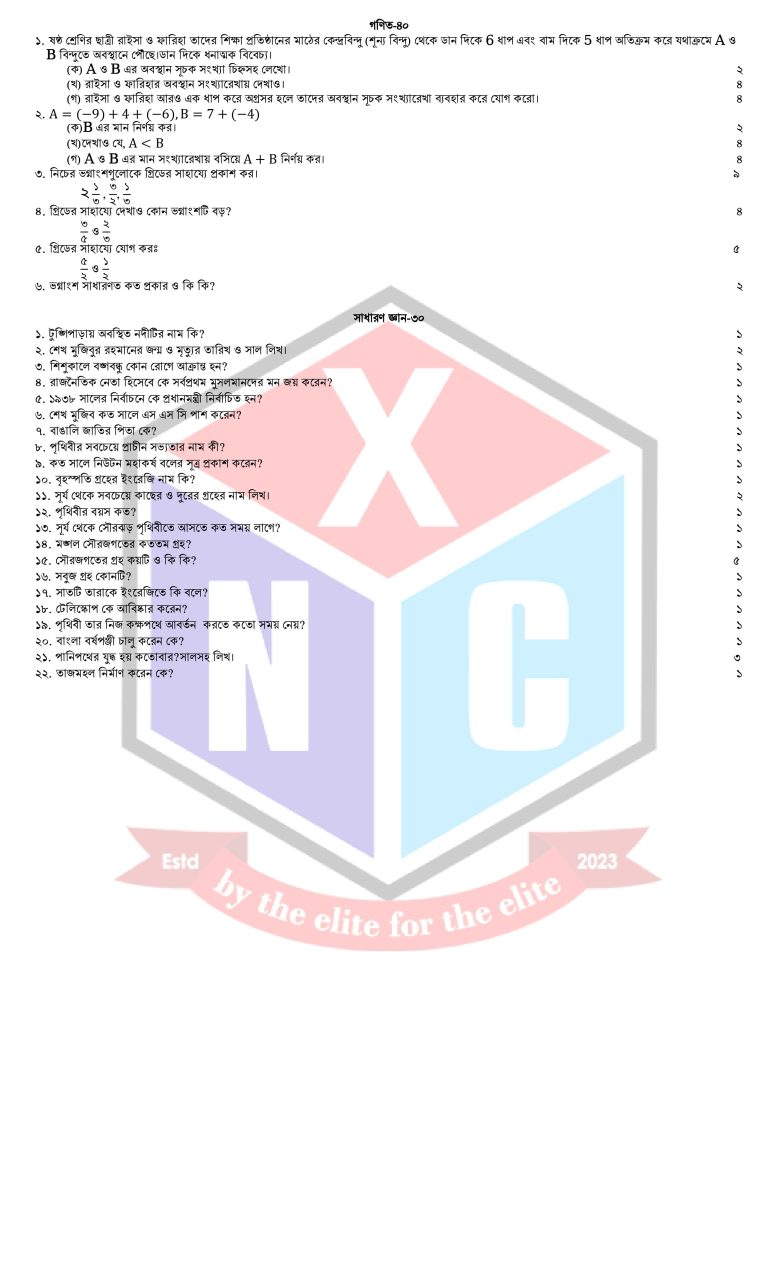 গণিত-৪০
১. ষষ্ঠ শ্রেণির ছাত্রী রাইসা ও ফারিহা তাদের শিক্ষা প্রতিষ্ঠানের মাঠের কেন্দ্রবিন্দু (শূন্য বিন্দু) থেকে ডান দিকে 6 ধাপ এবং বাম দিকে 5 ধাপ অতিক্রম করে যথাক্রমে A ও
B বিন্দুতে অবস্থানে পৌঁছে।ডান দিকে ধনাত্মক বিবেচ্য।
(ক) A ও B এর অবস্থান সূচক সংখ্যা চিহ্নসহ লেখো। ২
(খ) রাইসা ও ফারিহার অবস্থান সংখ্যারেখায় দেখাও। ৪
(গ) রাইসা ও ফারিহা আরও এক ধাপ করে অগ্রসর হলে তাদের অবস্থান সূচক সংখ্যারেখা ব্যবহার করে যোগ করো। ৪
২. A = (−9) + 4 + (−6), B = 7 + (−4)
(ক)B এর মান নির্ণয় কর। ২
(খ)দেখাও যে, A < B ৪
(গ) A ও B এর মান সংখ্যারেখায় বসিয়ে A + B নির্ণয় কর। ৪
৩. নিচের ভগ্নাংশগুলোকে গ্রিডের সাহায্যে প্রকাশ কর। ৯
২ ১/৩, ৩/২, ১/৩
৪. গ্রিডের সাহায্যে দেখাও কোন ভগ্নাংশটি বড়? ৪
৩/৫ ও ২/৩
৫. গ্রিডের সাহায্যে যোগ করঃ ৫
৫/২ ও ১/২
৬. ভগ্নাংশ সাধারণত কত প্রকার ও কি কি? ২
সাধারণ জ্ঞান-৩০
১. টুঙ্গিপাড়ায় অবস্থিত নদীটির নাম কি? ১
২. শেখ মুজিবুর রহমানের জন্ম ও মৃত্যুর তারিখ ও সাল লিখ। ২
৩. শিশুকালে বঙ্গবন্ধু কোন রোগে আক্রান্ত হন? ১
৪. রাজনৈতিক নেতা হিসেবে কে সর্বপ্রথম মুসলমানদের মন জয় করেন? ১
৫. ১৯৩৮ সালের নির্বাচনে কে প্রধানমন্ত্রী নির্বাচিত হন? ১
৬. শেখ মুজিব কত সালে এস এস সি পাশ করেন? ১
৭. বাঙালি জাতির পিতা কে? ১
৮. পৃথিবীর সবচেয়ে প্রাচীন সভ্যতার নাম কী? ১
৯. কত সালে নিউটন মহাকর্ষ বলের সূত্র প্রকাশ করেন? ১
১০. বৃহস্পতি গ্রহের ইংরেজি নাম কি? ১
১১. সূর্য থেকে সবচেয়ে কাছের ও দুরের গ্রহের নাম লিখ। ২
১২. পৃথিবীর বয়স কত? ১
১৩. সূর্য থেকে সৌরঝড় পৃথিবীতে আসতে কত সময় লাগে? ১
১৪. মঙ্গল সৌরজগতের কততম গ্রহ? ১
১৫. সৌরজগতের গ্রহ কয়টি ও কি কি? ৫
১৬. সবুজ গ্রহ কোনটি? ১
১৭. সাতটি তারাকে ইংরেজিতে কি বলে? ১
১৮. টেলিস্কোপ কে আবিষ্কার করেন? ১
১৯. পৃথিবী তার নিজ কক্ষপথে আবর্তন করতে কতো সময় নেয়? ১
২০. বাংলা বর্ষপঞ্জী চালু করেন কে? ১
২১. পানিপথের যুদ্ধ হয় কতোবার?সালসহ লিখ। ৩
২২. তাজমহল নির্মাণ করেন কে? ১
X
N C
Estd 2023
by the elite for the elite